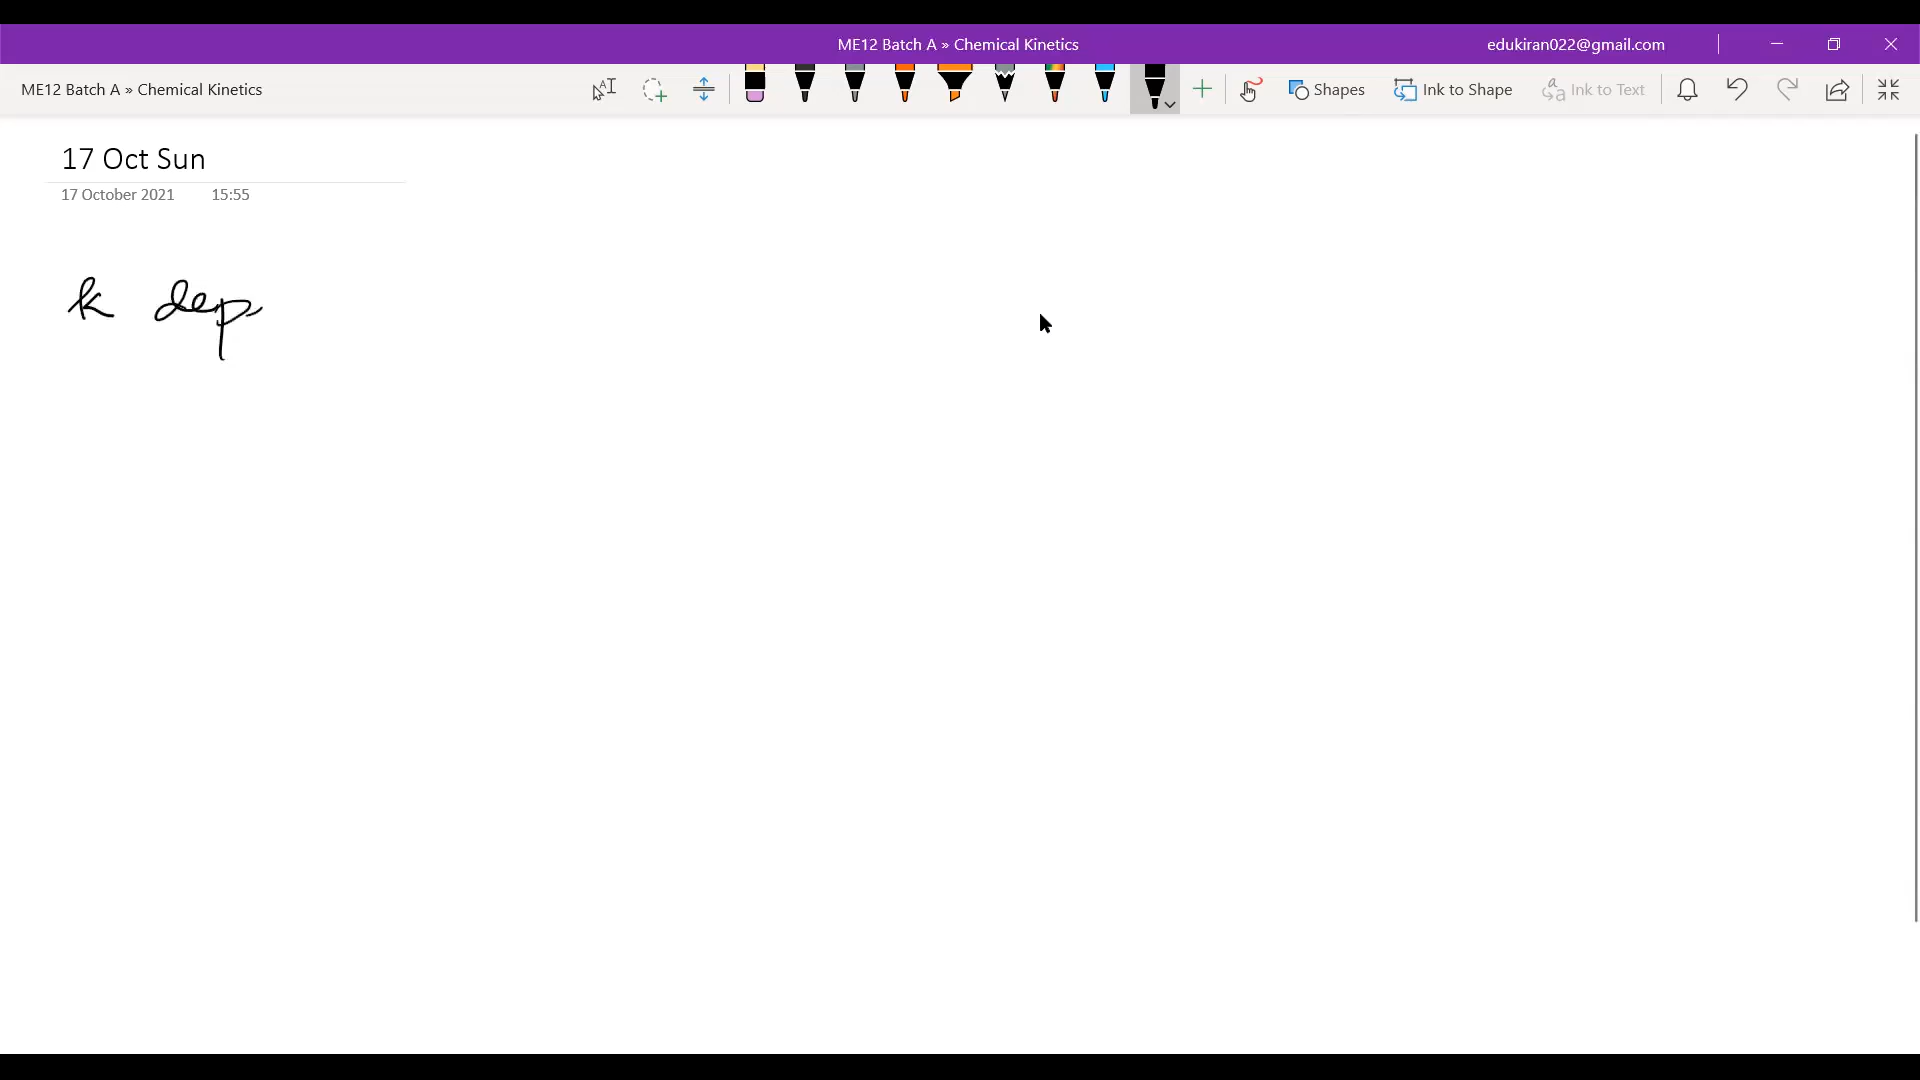 ME12 Batch A » Chemical Kinetics
edukiran022@gmail.com
ME12 Batch A » Chemical Kinetics
Shapes
Ink to Shape
Ink to Text
17 Oct Sun
17 October 2021 15:55
k dep